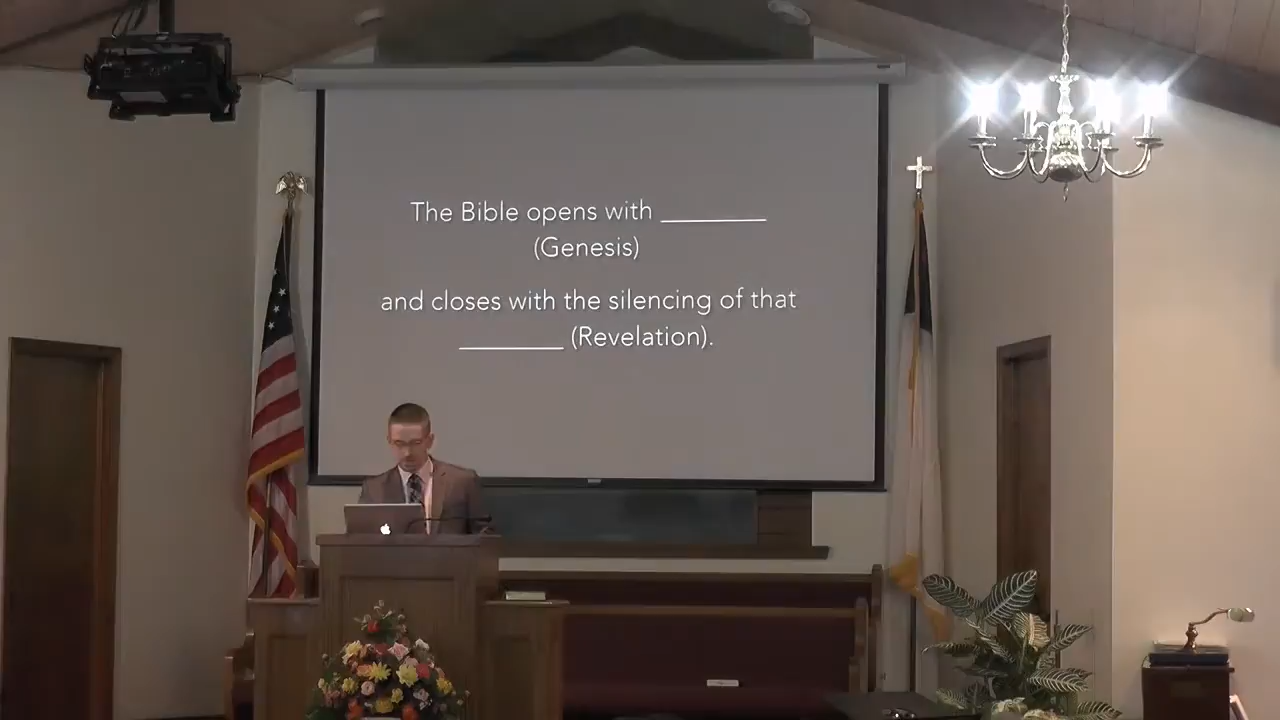 The Bible opens with ________
(Genesis)
and closes with the silencing of that
________ (Revelation).